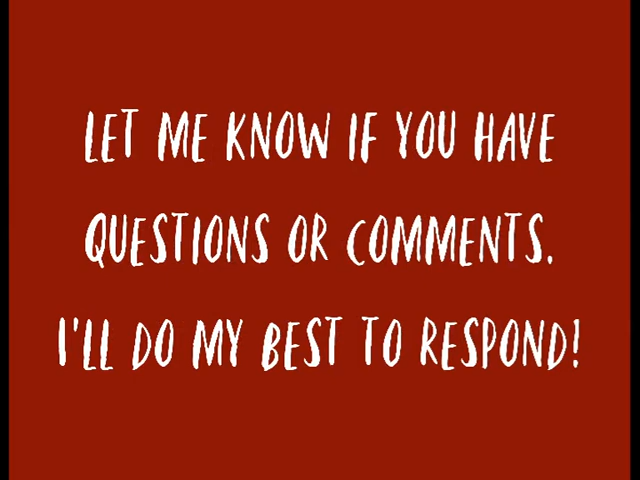 LET ME KNOW IF YOU HAVE
QUESTIONS OR COMMENTS.
I'LL DO MY BEST TO RESPOND!